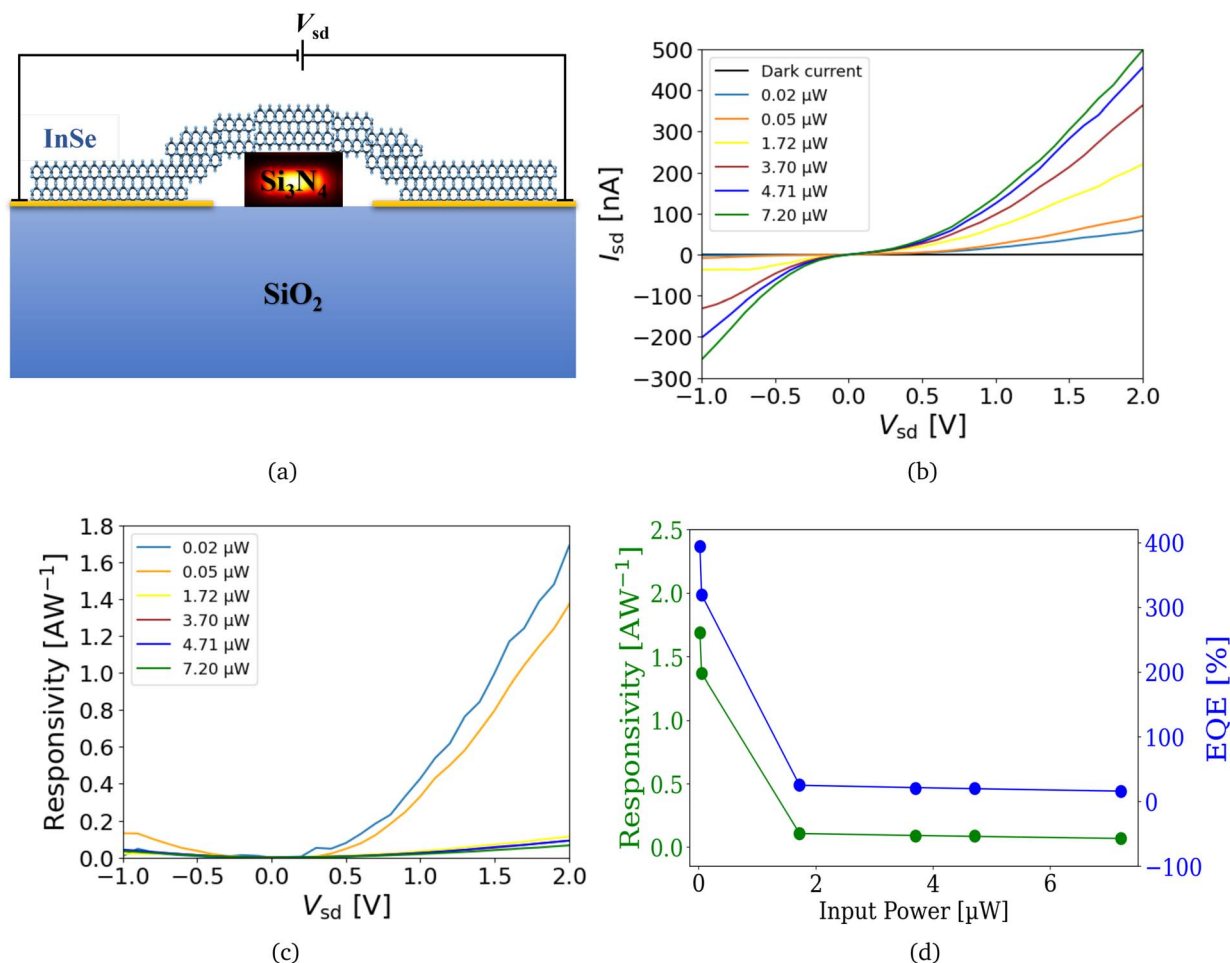 V_sd
InSe
Si₃N₄
SiO₂
(a)
500
400
300
200
100
0
−100
−200
−300
I_sd [nA]
Dark current
0.02 µW
0.05 µW
1.72 µW
3.70 µW
4.71 µW
7.20 µW
−1.0 −0.5 0.0 0.5 1.0 1.5 2.0
V_sd [V]
(b)
1.8
1.6
1.4
1.2
1.0
0.8
0.6
0.4
0.2
0.0
Responsivity [AW⁻¹]
0.02 µW
0.05 µW
1.72 µW
3.70 µW
4.71 µW
7.20 µW
−1.0 −0.5 0.0 0.5 1.0 1.5 2.0
V_sd [V]
(c)
2.5
2.0
1.5
1.0
0.5
0.0
Responsivity [AW⁻¹]
400
300
200
100
0
−100
EQE [%]
0 2 4 6
Input Power [µW]
(d)